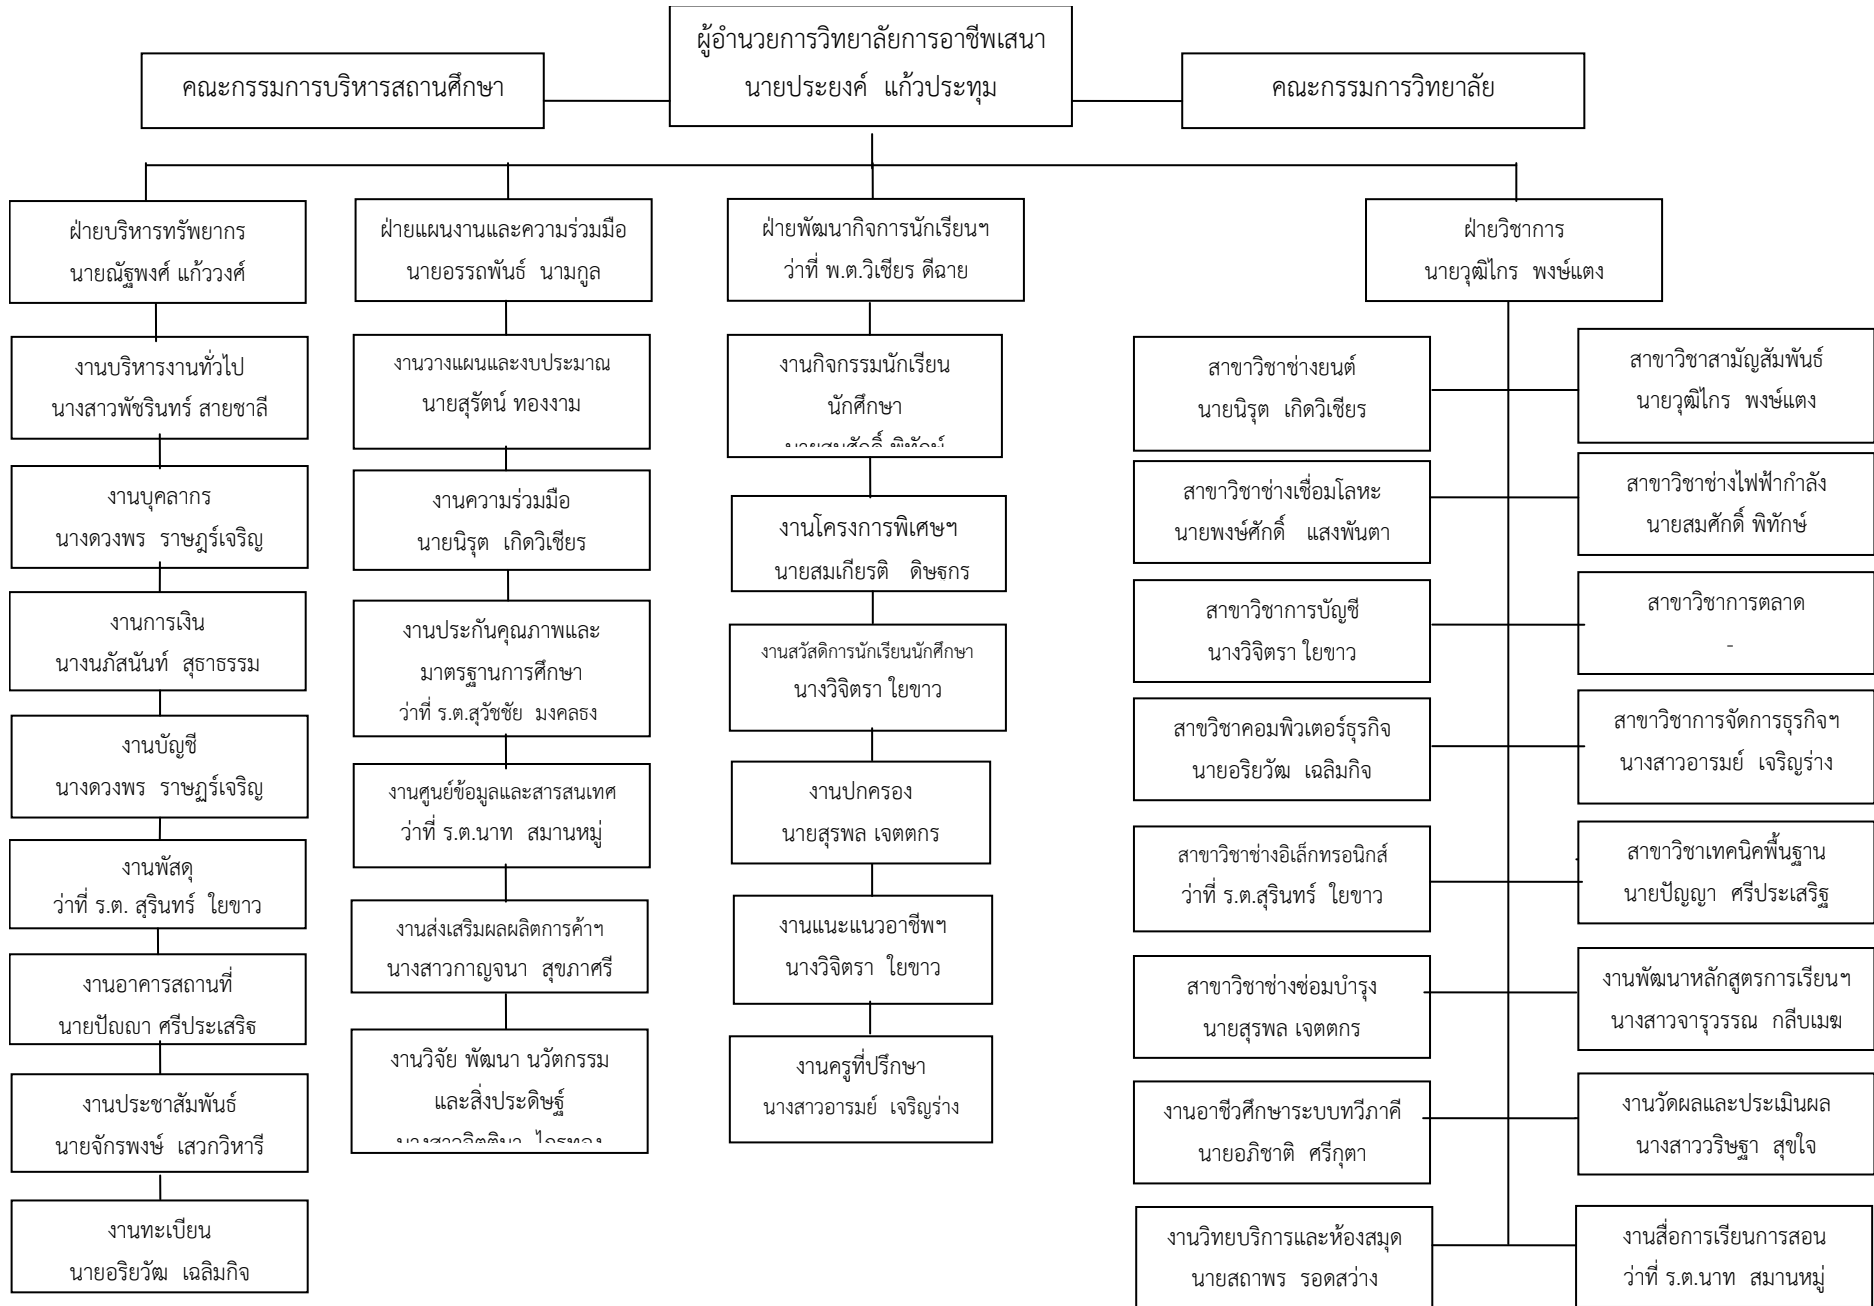 ผู้อำนวยการวิทยาลัยการอาชีพเสนา
นายประยงค์ แก้วประทุม
คณะกรรมการบริหารสถานศึกษา
คณะกรรมการวิทยาลัย
ฝ่ายบริหารทรัพยากร
นายณัฐพงศ์ แก้ววงศ์
งานบริหารงานทั่วไป
นางสาวพัชรินทร์ สายชาลี
งานบุคลากร
นางดวงพร ราษฎร์เจริญ
งานการเงิน
นางนภัสนันท์ สุธาธรรม
งานบัญชี
นางดวงพร ราษฎร์เจริญ
งานพัสดุ
ว่าที่ ร.ต. สุรินทร์ ใยขาว
งานอาคารสถานที่
นายปัญญา ศรีประเสริฐ
งานประชาสัมพันธ์
นายจักรพงษ์ เสวกวิหารี
งานทะเบียน
นายอริยวัฒ เฉลิมกิจ
ฝ่ายแผนงานและความร่วมมือ
นายอรรถพันธ์ นามกูล
งานวางแผนและงบประมาณ
นายสุรัตน์ ทองงาม
งานความร่วมมือ
นายนิรุต เกิดวิเชียร
งานประกันคุณภาพและ
มาตรฐานการศึกษา
ว่าที่ ร.ต.สุวัชชัย มงคลธง
งานศูนย์ข้อมูลและสารสนเทศ
ว่าที่ ร.ต.นาท สมานหมู่
งานส่งเสริมผลผลิตการค้าฯ
นางสาวกาญจนา สุขภาศรี
งานวิจัย พัฒนา นวัตกรรม
และสิ่งประดิษฐ์
ฝ่ายพัฒนากิจการนักเรียนฯ
ว่าที่ พ.ต.วิเชียร ดีฉาย
งานกิจกรรมนักเรียน
นักศึกษา
นายสมศักดิ์ พิทักษ์
งานโครงการพิเศษฯ
นายสมเกียรติ ดิษฐกร
งานสวัสดิการนักเรียนนักศึกษา
นางวิจิตรา ใยขาว
งานปกครอง
นายสุรพล เจตตกร
งานแนะแนวอาชีพฯ
นางวิจิตรา ใยขาว
งานครูที่ปรึกษา
นางสาวอารมย์ เจริญร่าง
ฝ่ายวิชาการ
นายวุฒิไกร พงษ์แตง
สาขาวิชาช่างยนต์
นายนิรุต เกิดวิเชียร
สาขาวิชาสามัญสัมพันธ์
นายวุฒิไกร พงษ์แตง
สาขาวิชาช่างเชื่อมโลหะ
นายพงษ์ศักดิ์ แสงพันตา
สาขาวิชาช่างไฟฟ้ากำลัง
นายสมศักดิ์ พิทักษ์
สาขาวิชาการบัญชี
นางวิจิตรา ใยขาว
สาขาวิชาการตลาด
-
สาขาวิชาคอมพิวเตอร์ธุรกิจ
นายอริยวัฒ เฉลิมกิจ
สาขาวิชาการจัดการธุรกิจฯ
นางสาวอารมย์ เจริญร่าง
สาขาวิชาช่างอิเล็กทรอนิกส์
ว่าที่ ร.ต.สุรินทร์ ใยขาว
สาขาวิชาเทคนิคพื้นฐาน
นายปัญญา ศรีประเสริฐ
สาขาวิชาช่างซ่อมบำรุง
นายสุรพล เจตตกร
งานพัฒนาหลักสูตรการเรียนฯ
นางสาวจารุวรรณ กลีบเมฆ
งานอาชีวศึกษาระบบทวีภาคี
นายอภิชาติ ศรีกุตา
งานวัดผลและประเมินผล
นางสาววริษฐา สุขใจ
งานวิทยบริการและห้องสมุด
นายสถาพร รอดสว่าง
งานสื่อการเรียนการสอน
ว่าที่ ร.ต.นาท สมานหมู่